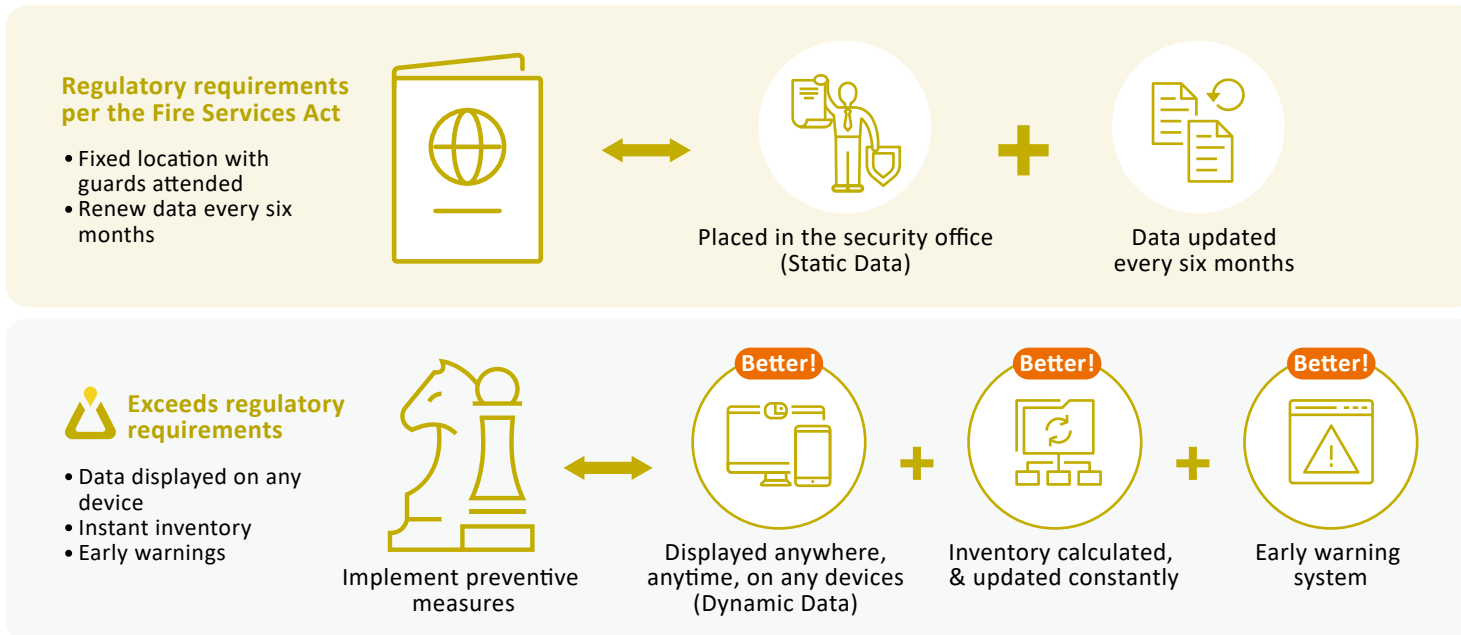 Regulatory requirements
per the Fire Services Act
• Fixed location with
guards attended
• Renew data every six
months
Placed in the security office
(Static Data)
Data updated
every six months
Exceeds regulatory
requirements
• Data displayed on any
device
• Instant inventory
• Early warnings
Implement preventive
measures
Better!
Displayed anywhere,
anytime, on any devices
(Dynamic Data)
Better!
Inventory calculated,
& updated constantly
Better!
Early warning
system